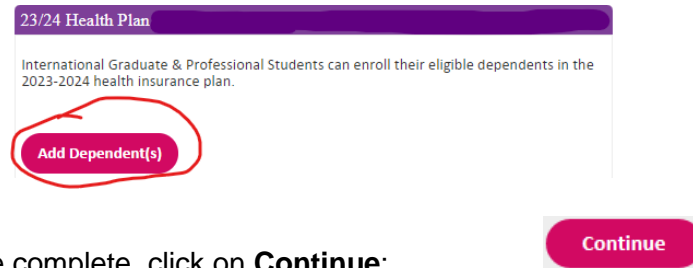 23/24 Health Plan
International Graduate & Professional Students can enroll their eligible dependents in the
2023-2024 health insurance plan.
Add Dependent(s)
Continue
complete, click on Continue: